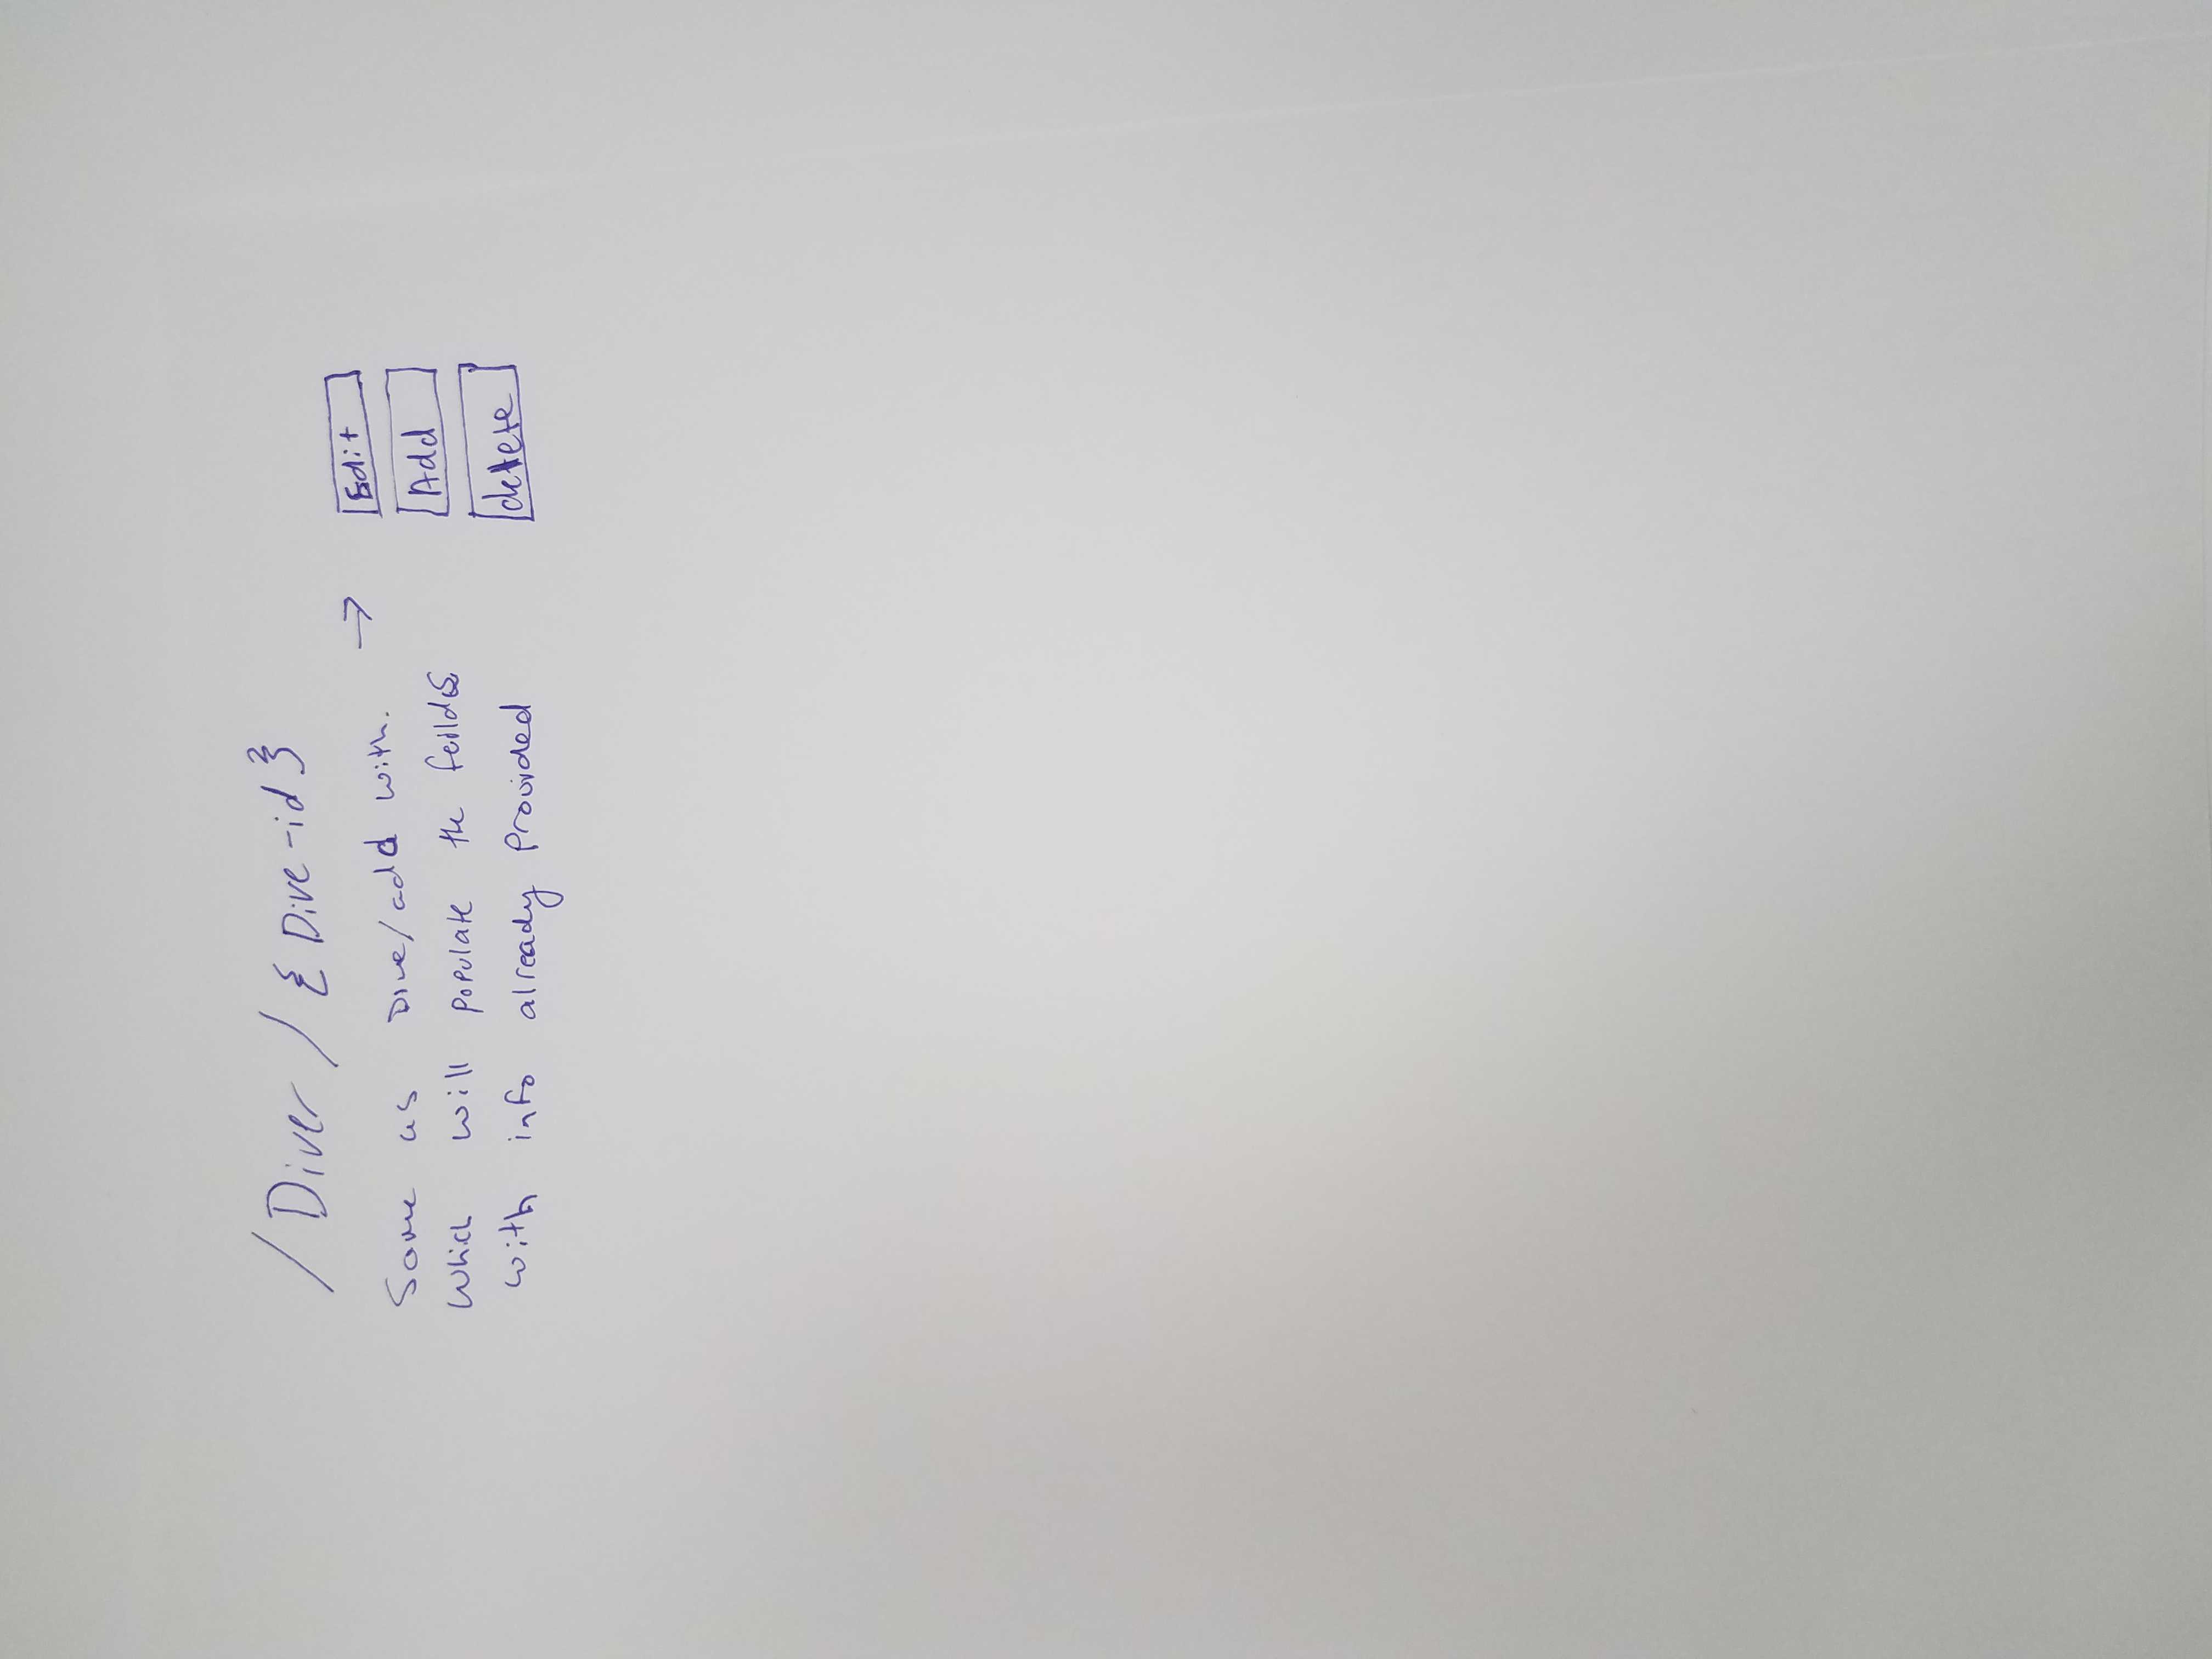 / Diver / { Dive-id }
Same as Dive/add with. → Edit
Which will populate the feilds Add
with info already provided delete